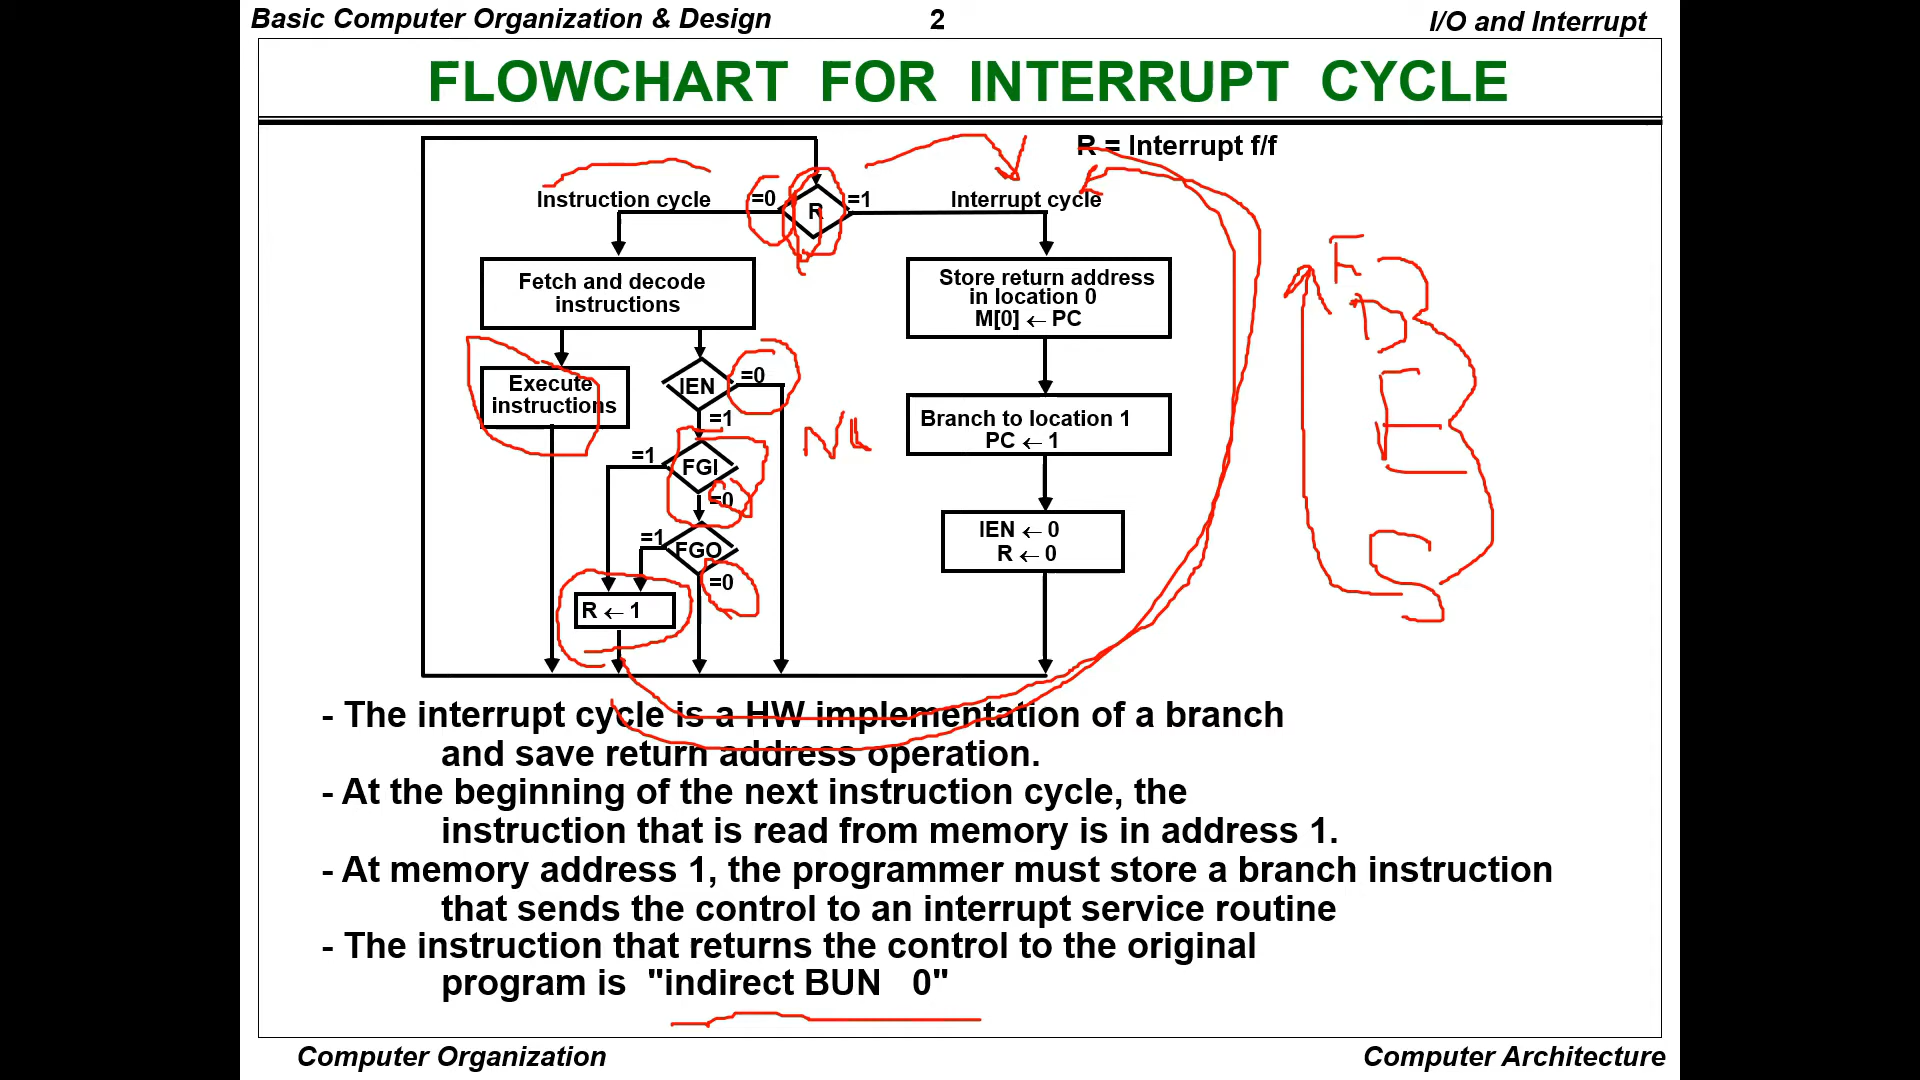 Basic Computer Organization & Design 2 I/O and Interrupt
FLOWCHART FOR INTERRUPT CYCLE
R = Interrupt f/f
Instruction cycle =0 R =1 Interrupt cycle
Fetch and decode
instructions
Store return address
in location 0
M[0] ← PC
Execute
instructions
IEN =0
=1
Branch to location 1
PC ← 1
=1 FGI
=0
IEN ← 0
R ← 0
=1 FGO
=0
R ← 1
F
D
E
S
- The interrupt cycle is a HW implementation of a branch
and save return address operation.
- At the beginning of the next instruction cycle, the
instruction that is read from memory is in address 1.
- At memory address 1, the programmer must store a branch instruction
that sends the control to an interrupt service routine
- The instruction that returns the control to the original
program is "indirect BUN 0"
Computer Organization Computer Architecture